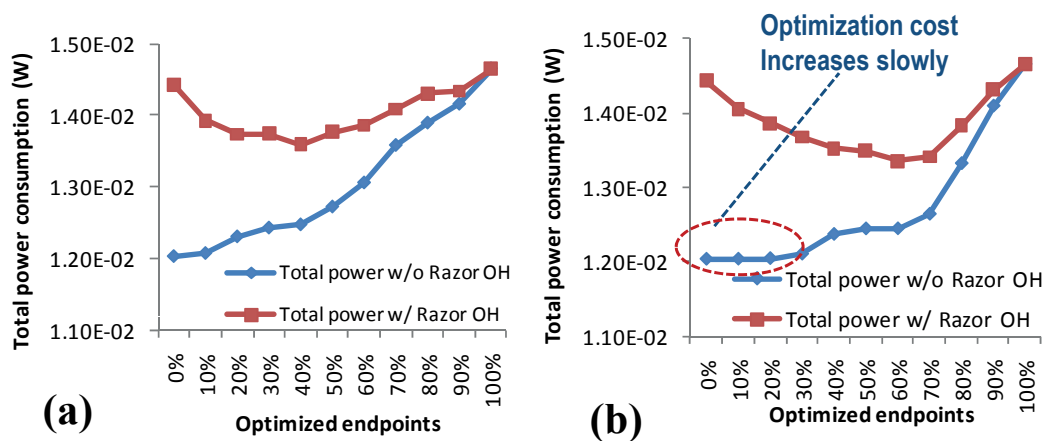 (a)
Total power consumption (W)
1.50E-02
1.40E-02
1.30E-02
1.20E-02
1.10E-02
Total power w/o Razor OH
Total power w/ Razor OH
0%
10%
20%
30%
40%
50%
60%
70%
80%
90%
100%
Optimized endpoints
(b)
Optimization cost
Increases slowly
Total power consumption (W)
1.50E-02
1.40E-02
1.30E-02
1.20E-02
1.10E-02
Total power w/o Razor OH
Total power w/ Razor OH
0%
10%
20%
30%
40%
50%
60%
70%
80%
90%
100%
Optimized endpoints